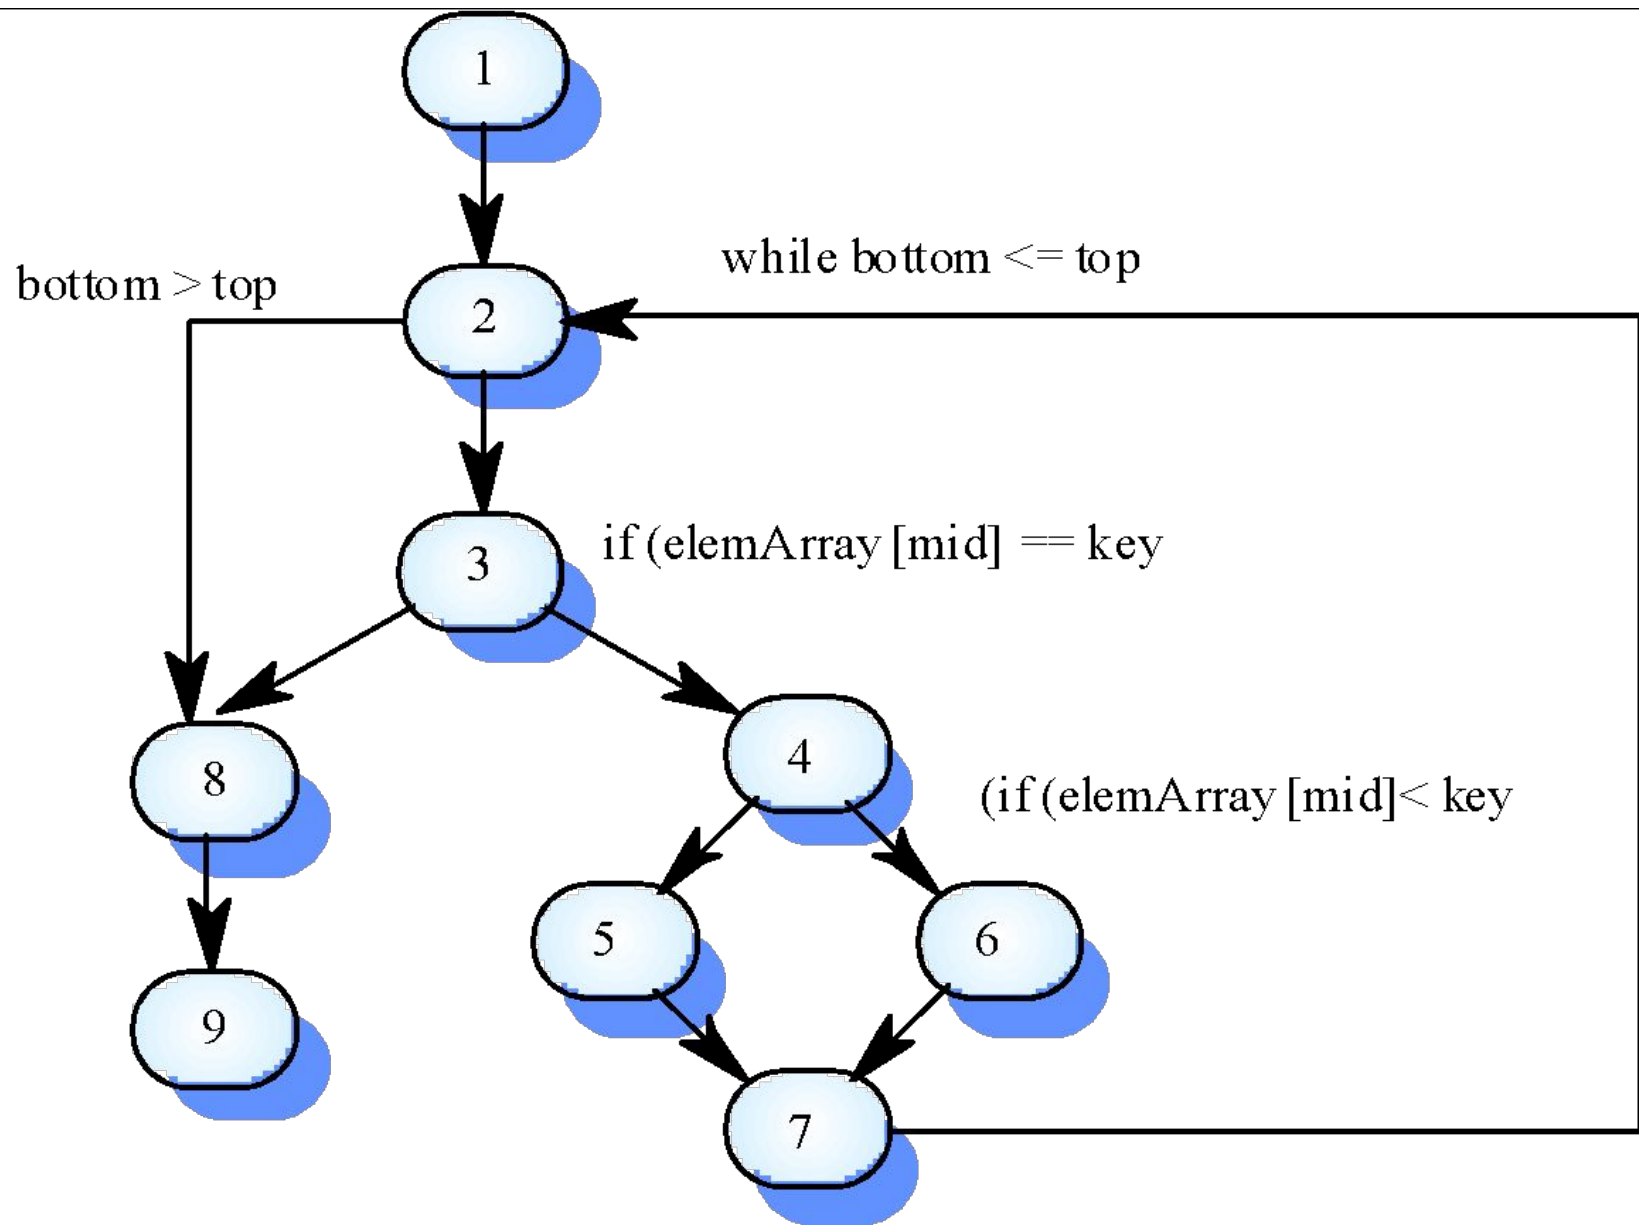 1
while bottom <= top
bottom > top
2
if (elemArray [mid] == key
3
4
8
(if (elemArray [mid]< key
5
6
9
7